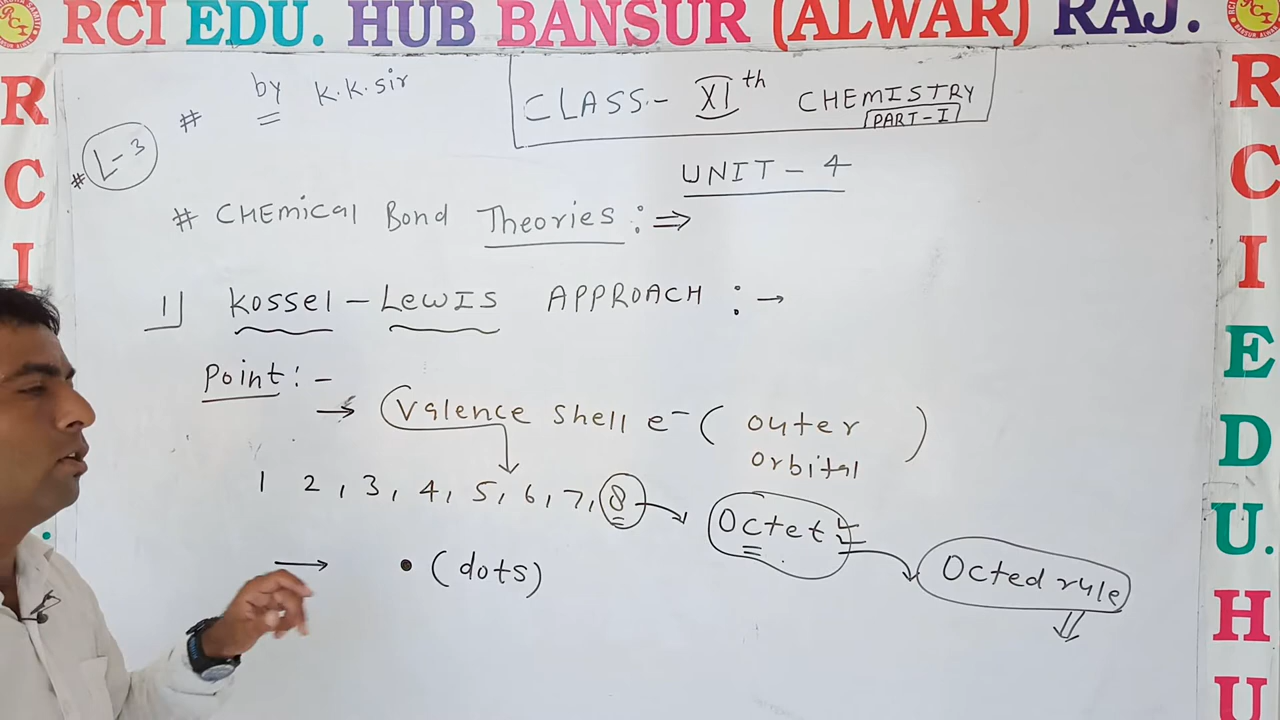 RCI EDU. HUB BANSUR (ALWAR) RAJ.
# by K.K.sir
CLASS:- XIth CHEMISTRY
PART-I
# L-3
UNIT - 4
# CHEmical Bond Theories :⇒
1) Kossel - LewIS APPROACH :→
Point :-
→ Valence shell e- ( outer
orbital )
1 2, 3, 4, 5, 6, 7, 8 → Octet
Octed rule
→ • (dots)
R
C
I
R
C
I
E
D
U.
H
U